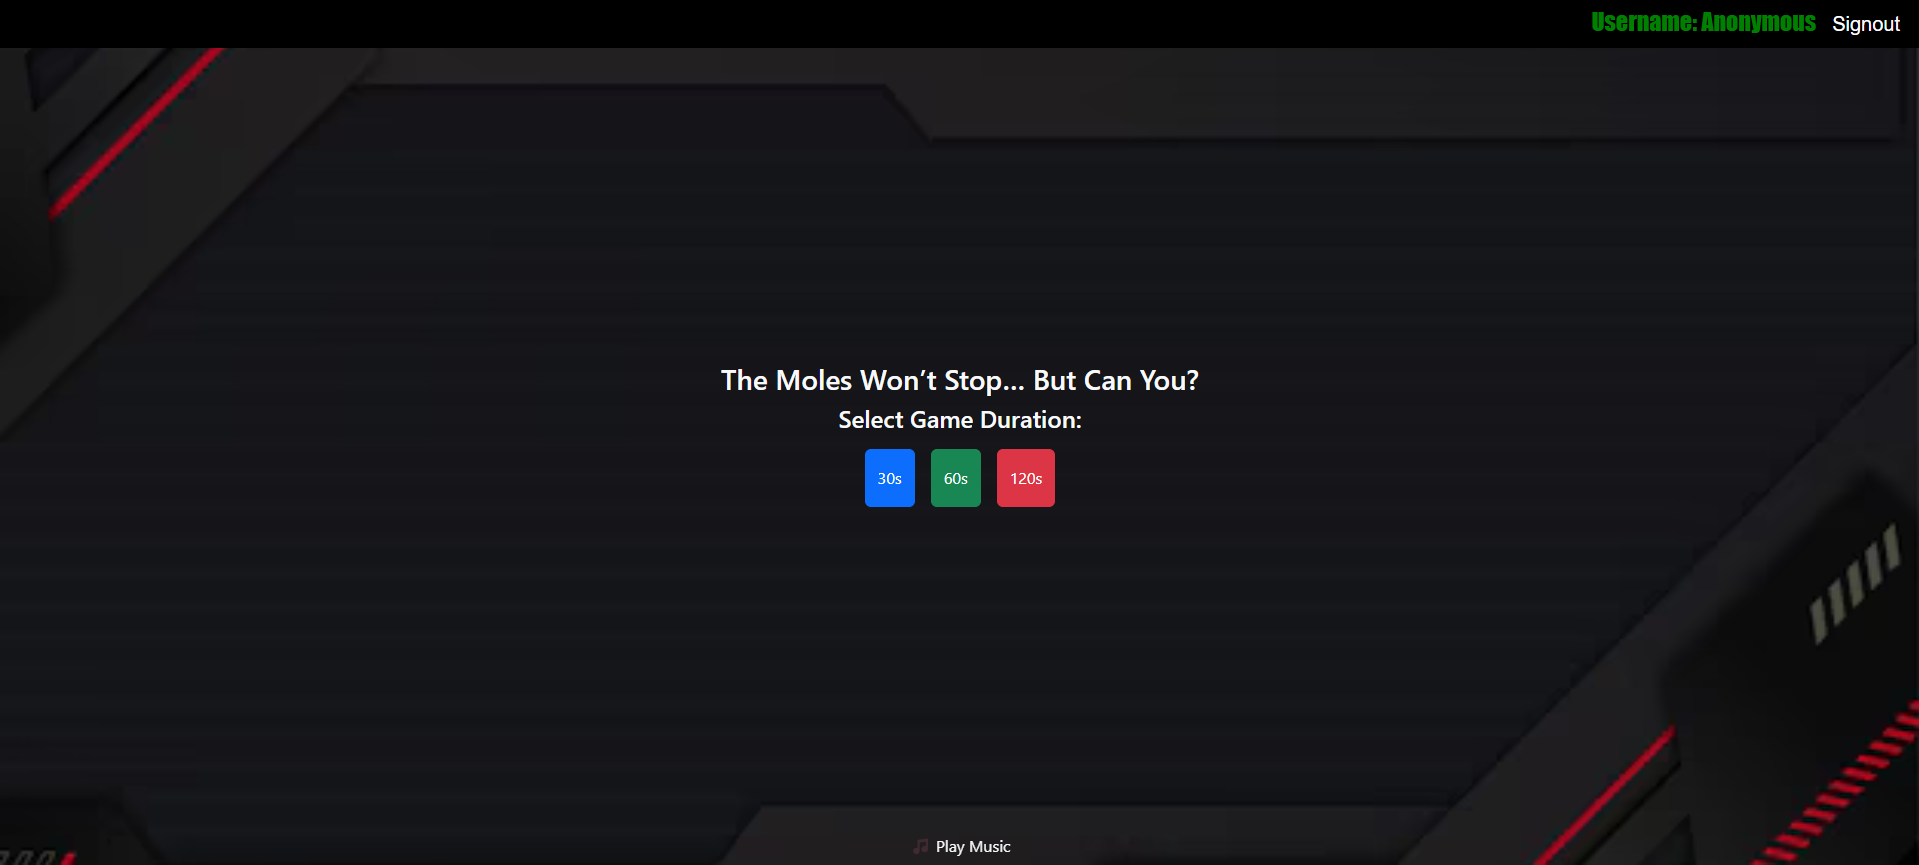 Username: Anonymous Signout
The Moles Won’t Stop... But Can You?
Select Game Duration:
30s 60s 120s
🎵 Play Music